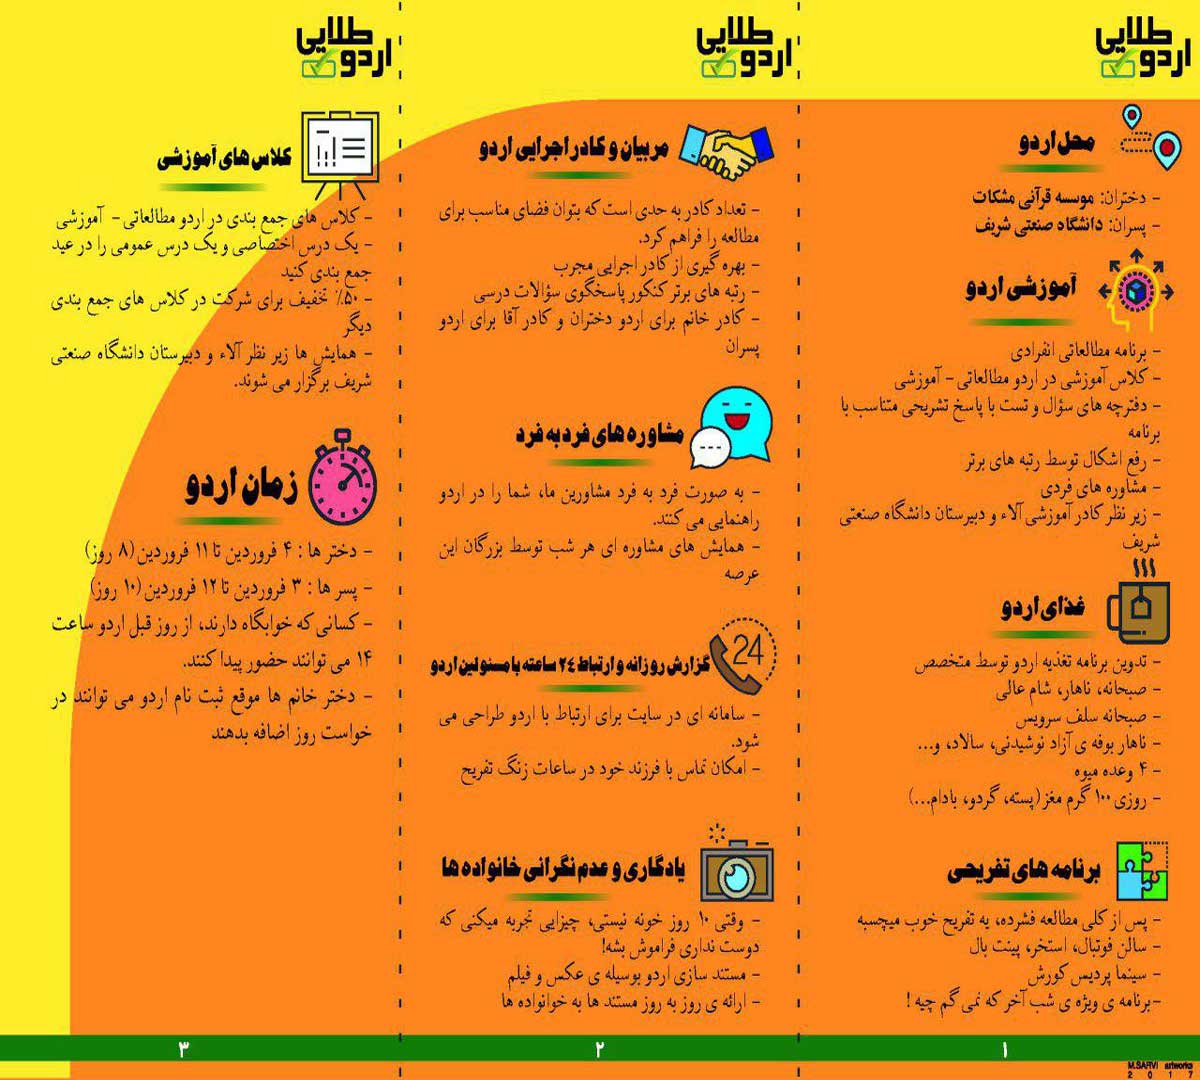 طلایی
اردو
محل اردو
- دختران: موسسه قرآنی مشکات
- پسران: دانشگاه صنعتی شریف
آموزشی اردو
- برنامه مطالعاتی انفرادی
- کلاس آموزشی در اردو مطالعاتی - آموزشی
- دفترچه های سؤال و تست با پاسخ تشریحی متناسب با
برنامه
- رفع اشکال توسط رتبه های برتر
- مشاوره های فردی
- زیر نظر کادر آموزشی آلاء و دبیرستان دانشگاه صنعتی
شریف
غذای اردو
- تدوین برنامه تغذیه اردو توسط متخصص
- صبحانه، ناهار، شام عالی
- صبحانه سلف سرویس
- ناهار بوفه ی آزاد نوشیدنی، سالاد، و...
- ۴ وعده میوه
- روزی ۱۰۰ گرم مغز (پسته، گردو، بادام...)
برنامه های تفریحی
- پس از کلی مطالعه فشرده، یه تفریح خوب میچسبه
- سالن فوتبال، استخر، پینت بال
- سینما پردیس کورش
-برنامه ی ویژه ی شب آخر که نمی گم چیه !
۱
M.SARVI artworks
2017
طلایی
اردو
مربیان و کادر اجرایی اردو
- تعداد کادر به حدی است که بتوان فضای مناسب برای
مطالعه را فراهم کرد.
- بهره گیری از کادر اجرایی مجرب
- رتبه های برتر کنکور پاسخگوی سؤالات درسی
- کادر خانم برای اردو دختران و کادر آقا برای اردو
پسران
مشاوره های فرد به فرد
- به صورت فرد به فرد مشاورین ما، شما را در اردو
راهنمایی می کنند.
- همایش های مشاوره ای هر شب توسط بزرگان این
عرصه
24
گزارش روزانه و ارتباط ۲۴ ساعته با مسئولین اردو
- سامانه ای در سایت برای ارتباط با اردو طراحی می
شود.
- امکان تماس با فرزند خود در ساعات زنگ تفریح
یادگاری و عدم نگرانی خانواده ها
- وقتی ۱۰ روز خونه نیستی، چیزایی تجربه میکنی که
دوست نداری فراموش بشه!
- مستند سازی اردو بوسیله ی عکس و فیلم
- ارائه ی روز به روز مستند ها به خوانواده ها
۲
طلایی
اردو
کلاس های آموزشی
- کلاس های جمع بندی در اردو مطالعاتی - آموزشی
- یک درس اختصاصی و یک درس عمومی را در عید
جمع بندی کنید
- ۵۰٪ تخفیف برای شرکت در کلاس های جمع بندی
دیگر
- همایش ها زیر نظر آلاء و دبیرستان دانشگاه صنعتی
شریف برگزار می شوند.
زمان اردو
- دختر ها : ۴ فروردین تا ۱۱ فروردین (۸ روز)
- پسر ها : ۳ فروردین تا ۱۲ فروردین (۱۰ روز)
- کسانی که خوابگاه دارند، از روز قبل اردو ساعت
۱۴ می توانند حضور پیدا کنند.
- دختر خانم ها موقع ثبت نام اردو می توانند در
خواست روز اضافه بدهند
۳